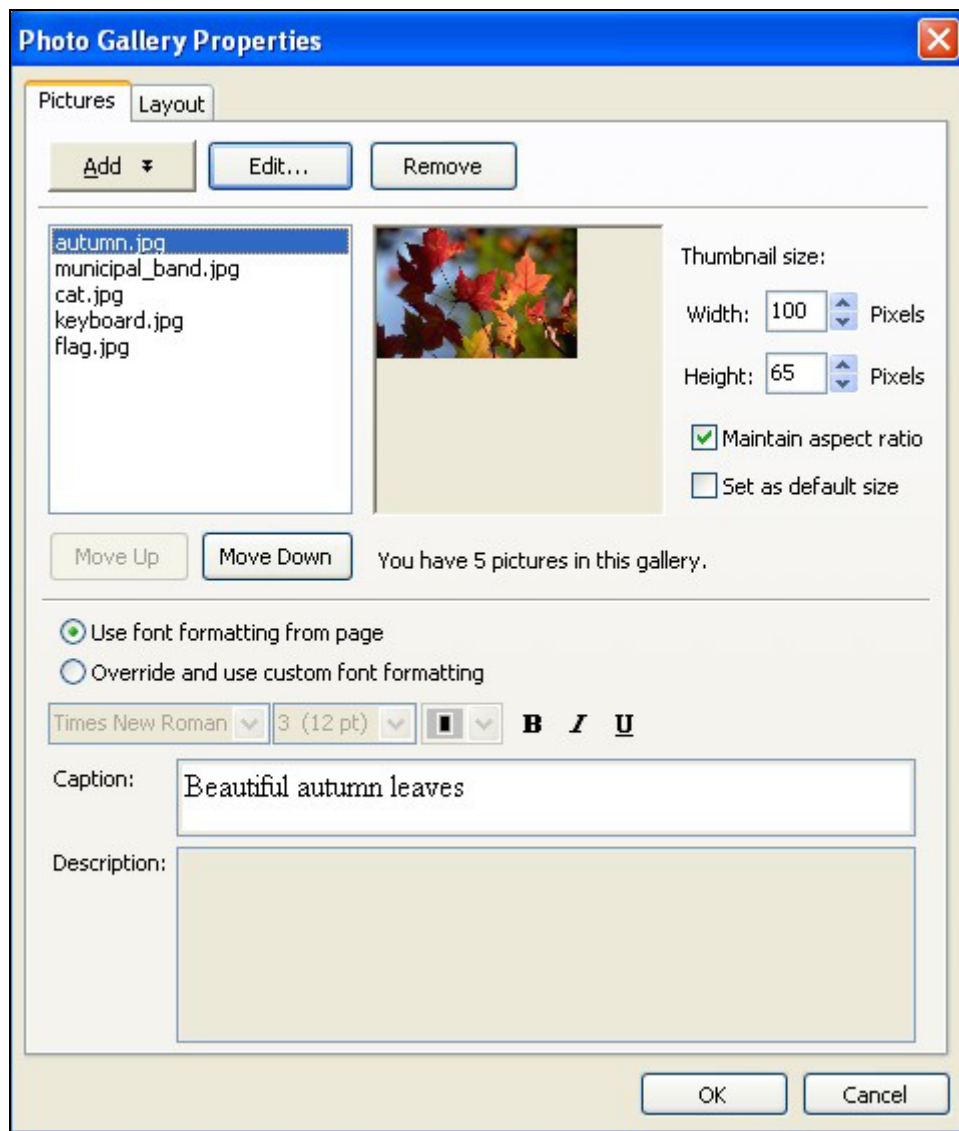 Photo Gallery Properties
Pictures Layout
Add Edit... Remove
autumn.jpg
municipal_band.jpg
cat.jpg
keyboard.jpg
flag.jpg
Thumbnail size:
Width: 100 Pixels
Height: 65 Pixels
Maintain aspect ratio
Set as default size
Move Up Move Down You have 5 pictures in this gallery.
Use font formatting from page
Override and use custom font formatting
Times New Roman 3 (12 pt) B I U
Caption: Beautiful autumn leaves
Description:
OK Cancel